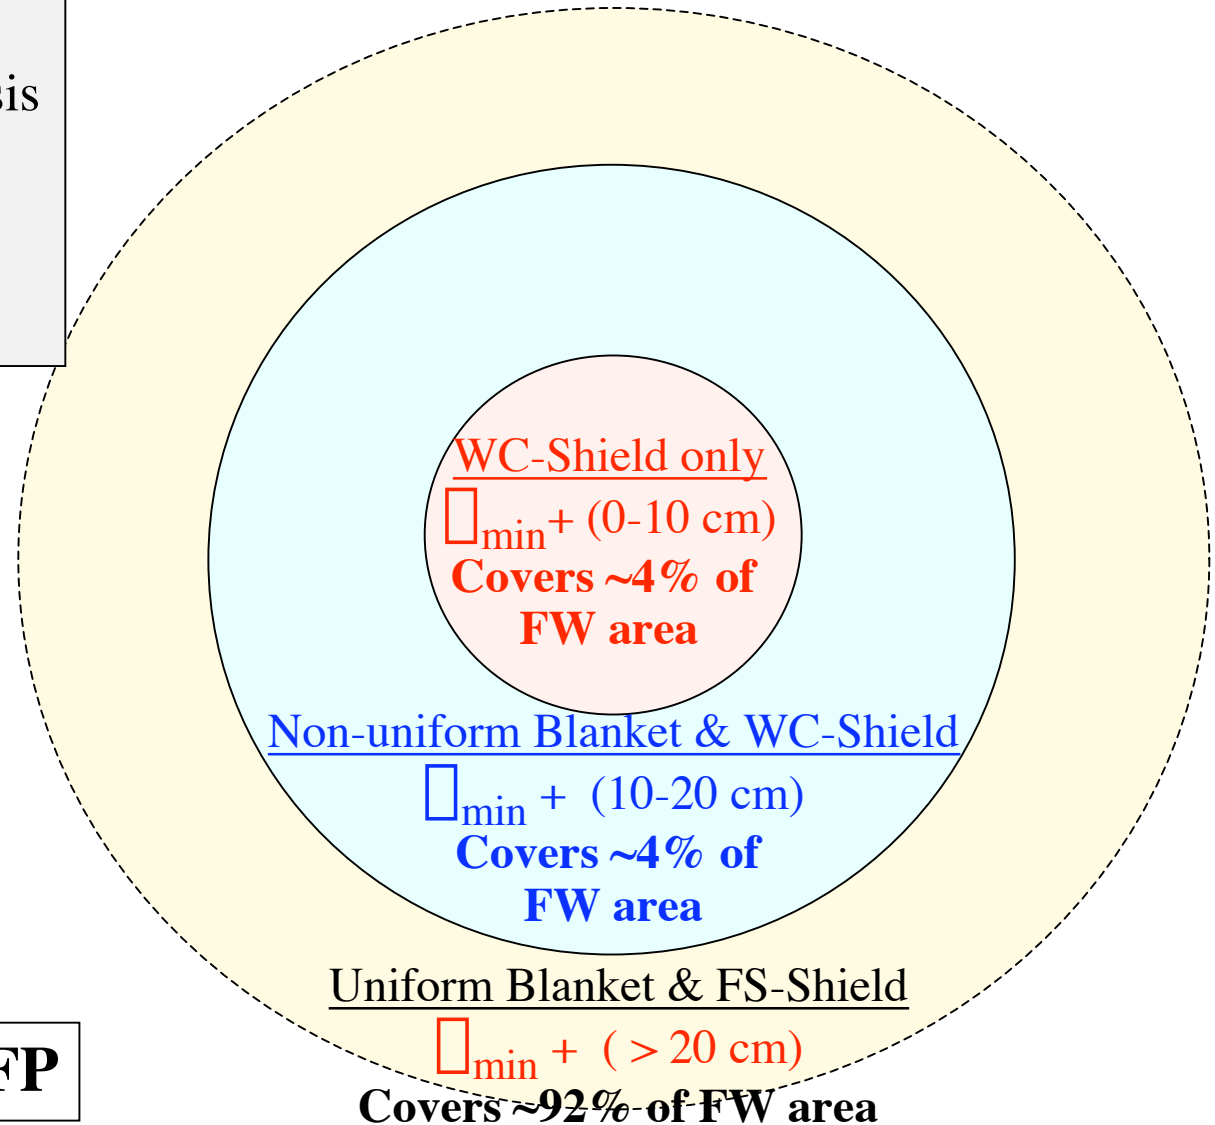 WC-Shield only
▯min+ (0-10 cm)
Covers ~4% of
FW area
Non-uniform Blanket & WC-Shield
▯min + (10-20 cm)
Covers ~4% of
FW area
Uniform Blanket & FS-Shield
▯min + ( > 20 cm)
Covers ~92% of FW area